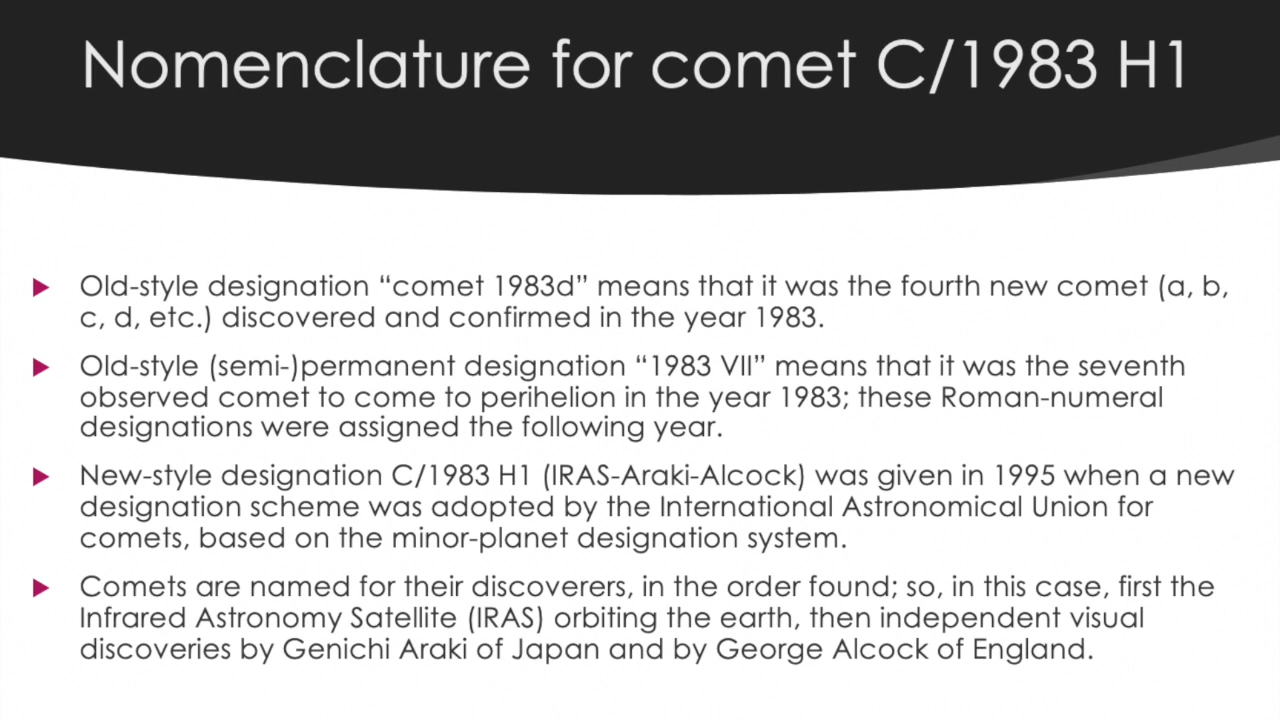 Nomenclature for comet C/1983 H1
Old-style designation “comet 1983d” means that it was the fourth new comet (a, b,
c, d, etc.) discovered and confirmed in the year 1983.
Old-style (semi-)permanent designation “1983 VII” means that it was the seventh
observed comet to come to perihelion in the year 1983; these Roman-numeral
designations were assigned the following year.
New-style designation C/1983 H1 (IRAS-Araki-Alcock) was given in 1995 when a new
designation scheme was adopted by the International Astronomical Union for
comets, based on the minor-planet designation system.
Comets are named for their discoverers, in the order found; so, in this case, first the
Infrared Astronomy Satellite (IRAS) orbiting the earth, then independent visual
discoveries by Genichi Araki of Japan and by George Alcock of England.